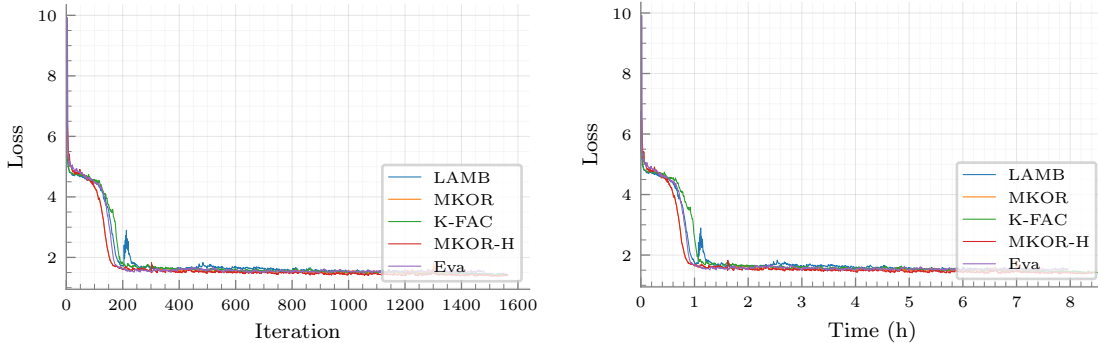 10
8
6
4
2
Loss
0
200
400
600
800
1000
1200
1400
1600
Iteration
LAMB
MKOR
K-FAC
MKOR-H
Eva
10
8
6
4
2
Loss
0
1
2
3
4
5
6
7
8
Time (h)
LAMB
MKOR
K-FAC
MKOR-H
Eva